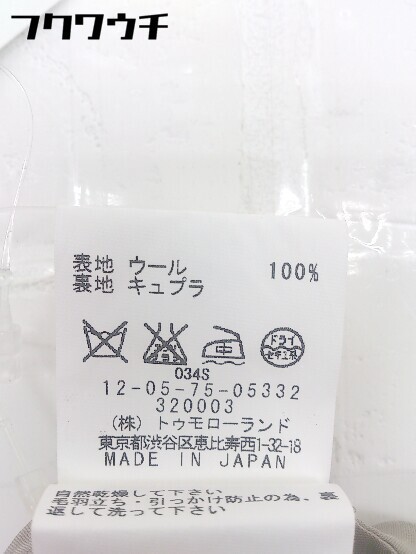 フクワウチ
表地 ウール 100%
裏地 キュプラ
ドライ
セキユ系
034S
12-05-75-05332
320003
(株) トゥモローランド
東京都渋谷区恵比寿西1-32-18
MADE IN JAPAN
自然乾燥して下さい
毛羽立ち・引っかけ防止の為、裏
返して洗って下さい